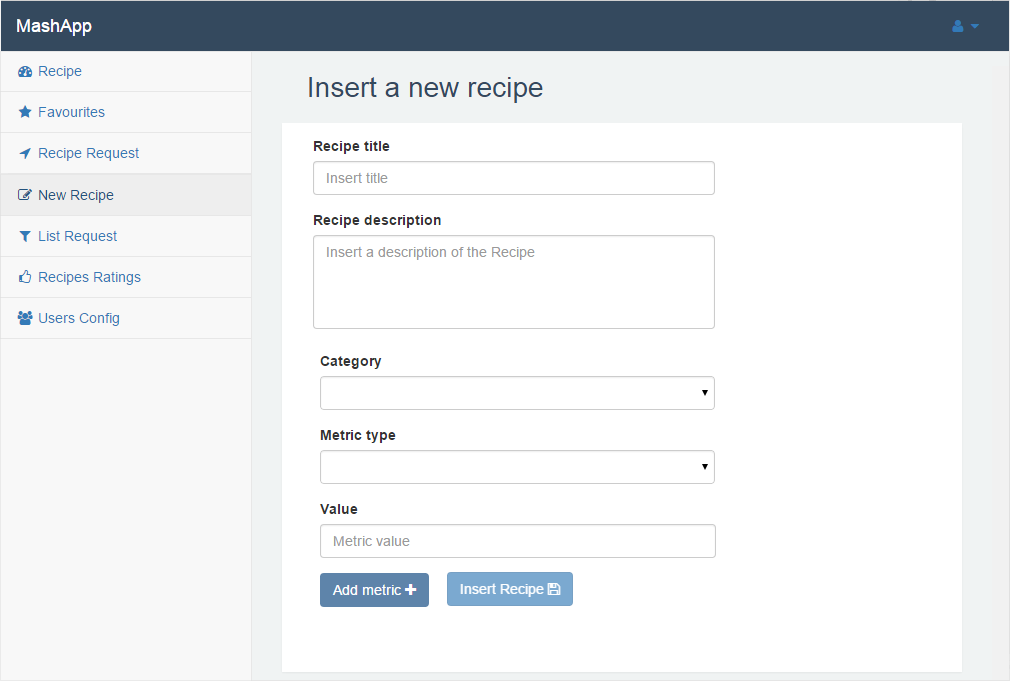 MashApp
Recipe
Favourites
Recipe Request
New Recipe
List Request
Recipes Ratings
Users Config
Insert a new recipe
Recipe title
Insert title
Recipe description
Insert a description of the Recipe
Category
Metric type
Value
Metric value
Add metric
Insert Recipe